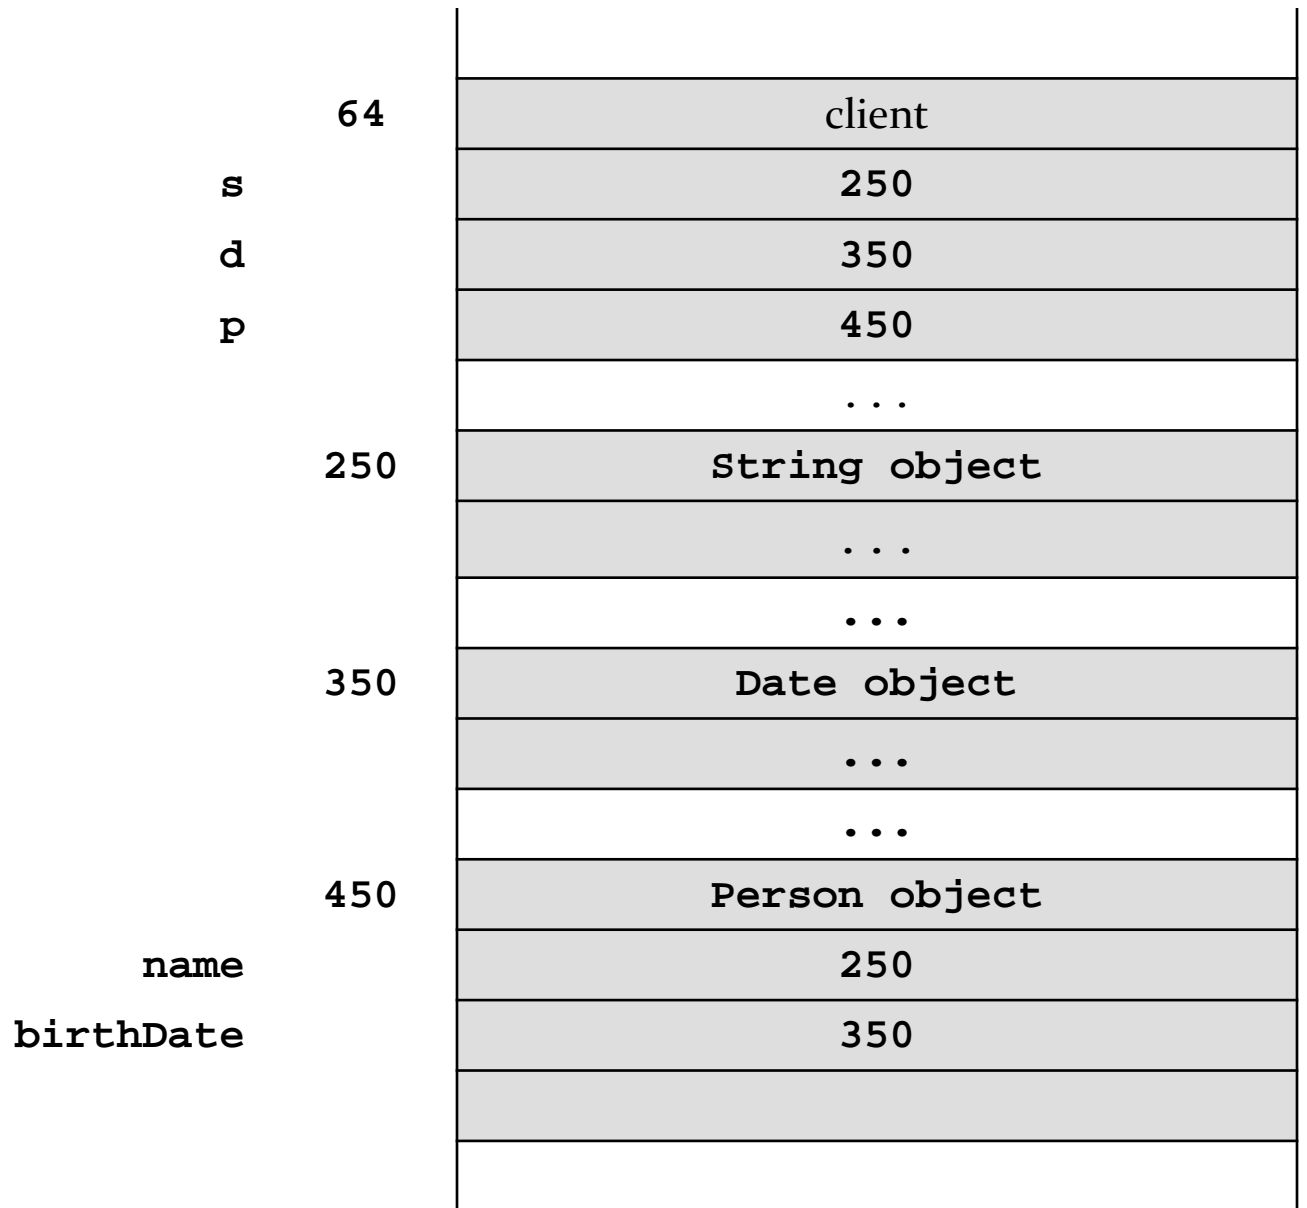 64 client
s 250
d 350
p 450
...
250 String object
...
...
350 Date object
...
...
450 Person object
name 250
birthDate 350